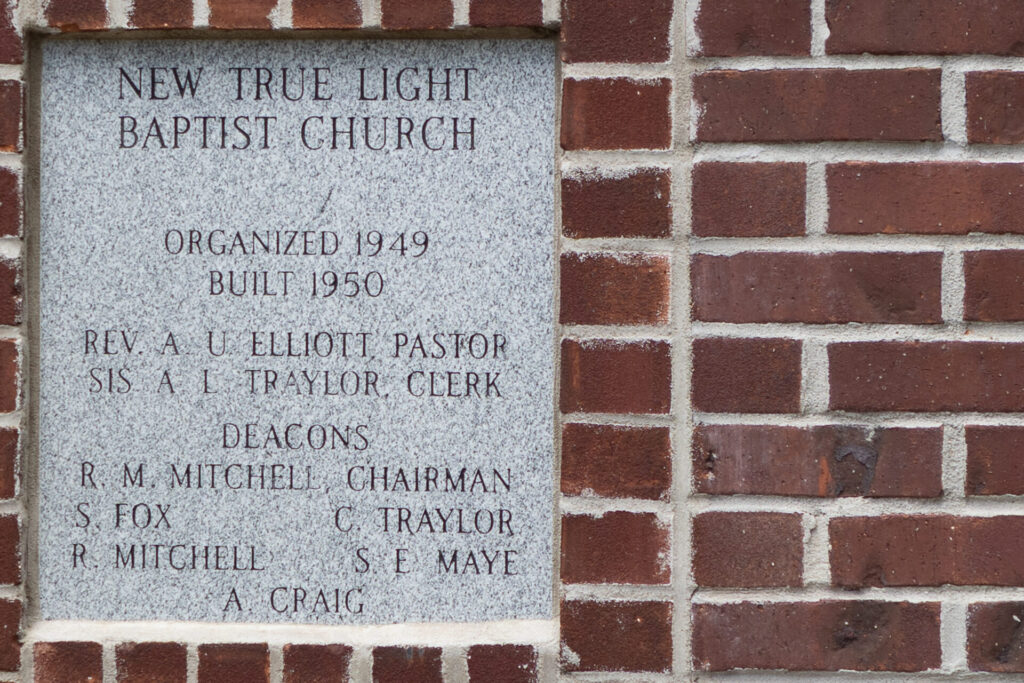 NEW TRUE LIGHT
BAPTIST CHURCH
ORGANIZED 1949
BUILT 1950
REV. A. U. ELLIOTT, PASTOR
SIS. A. L. TRAYLOR, CLERK
DEACONS
R. M. MITCHELL, CHAIRMAN
S. FOX C. TRAYLOR
R. MITCHELL S. E. MAYE
A. CRAIG